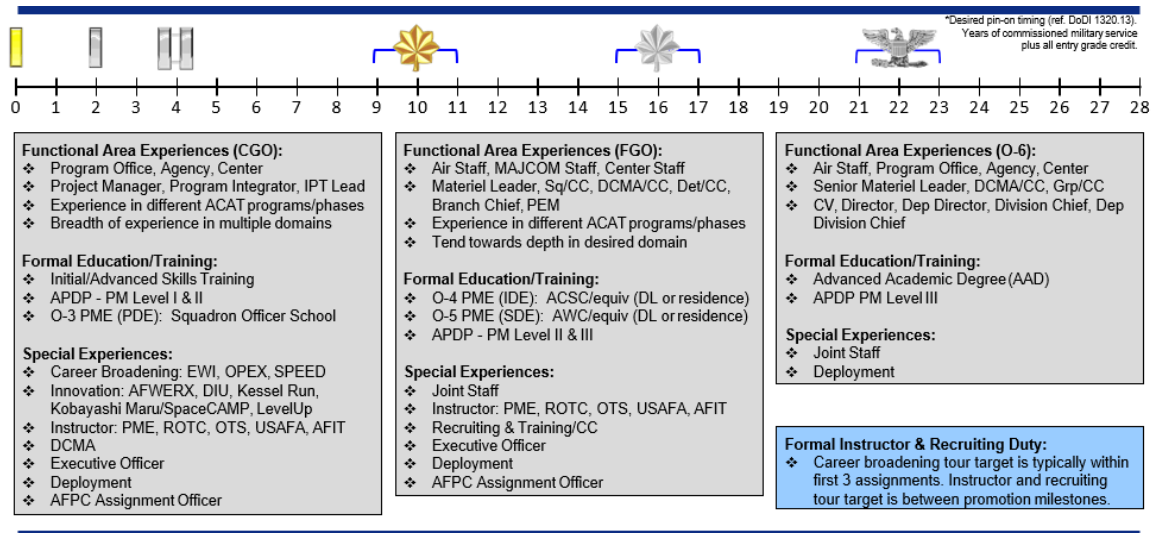 *Desired pin-on timing (ref. DoDI 1320.13).
Years of commissioned military service
plus all entry grade credit.
0 1 2 3 4 5 6 7 8 9 10 11 12 13 14 15 16 17 18 19 20 21 22 23 24 25 26 27 28
Functional Area Experiences (CGO):
❖ Program Office, Agency, Center
❖ Project Manager, Program Integrator, IPT Lead
❖ Experience in different ACAT programs/phases
❖ Breadth of experience in multiple domains
Formal Education/Training:
❖ Initial/Advanced Skills Training
❖ APDP - PM Level I & II
❖ O-3 PME (PDE): Squadron Officer School
Special Experiences:
❖ Career Broadening: EWI, OPEX, SPEED
❖ Innovation: AFWERX, DIU, Kessel Run,
Kobayashi Maru/SpaceCAMP, LevelUp
❖ Instructor: PME, ROTC, OTS, USAFA, AFIT
❖ DCMA
❖ Executive Officer
❖ Deployment
❖ AFPC Assignment Officer
Functional Area Experiences (FGO):
❖ Air Staff, MAJCOM Staff, Center Staff
❖ Materiel Leader, Sq/CC, DCMA/CC, Det/CC,
Branch Chief, PEM
❖ Experience in different ACAT programs/phases
❖ Tend towards depth in desired domain
Formal Education/Training:
❖ O-4 PME (IDE): ACSC/equiv (DL or residence)
❖ O-5 PME (SDE): AWC/equiv (DL or residence)
❖ APDP - PM Level II & III
Special Experiences:
❖ Joint Staff
❖ Instructor: PME, ROTC, OTS, USAFA, AFIT
❖ Recruiting & Training/CC
❖ Executive Officer
❖ Deployment
❖ AFPC Assignment Officer
Functional Area Experiences (O-6):
❖ Air Staff, Program Office, Agency, Center
❖ Senior Materiel Leader, DCMA/CC, Grp/CC
❖ CV, Director, Dep Director, Division Chief, Dep
Division Chief
Formal Education/Training:
❖ Advanced Academic Degree (AAD)
❖ APDP PM Level III
Special Experiences:
❖ Joint Staff
❖ Deployment
Formal Instructor & Recruiting Duty:
❖ Career broadening tour target is typically within
first 3 assignments. Instructor and recruiting
tour target is between promotion milestones.